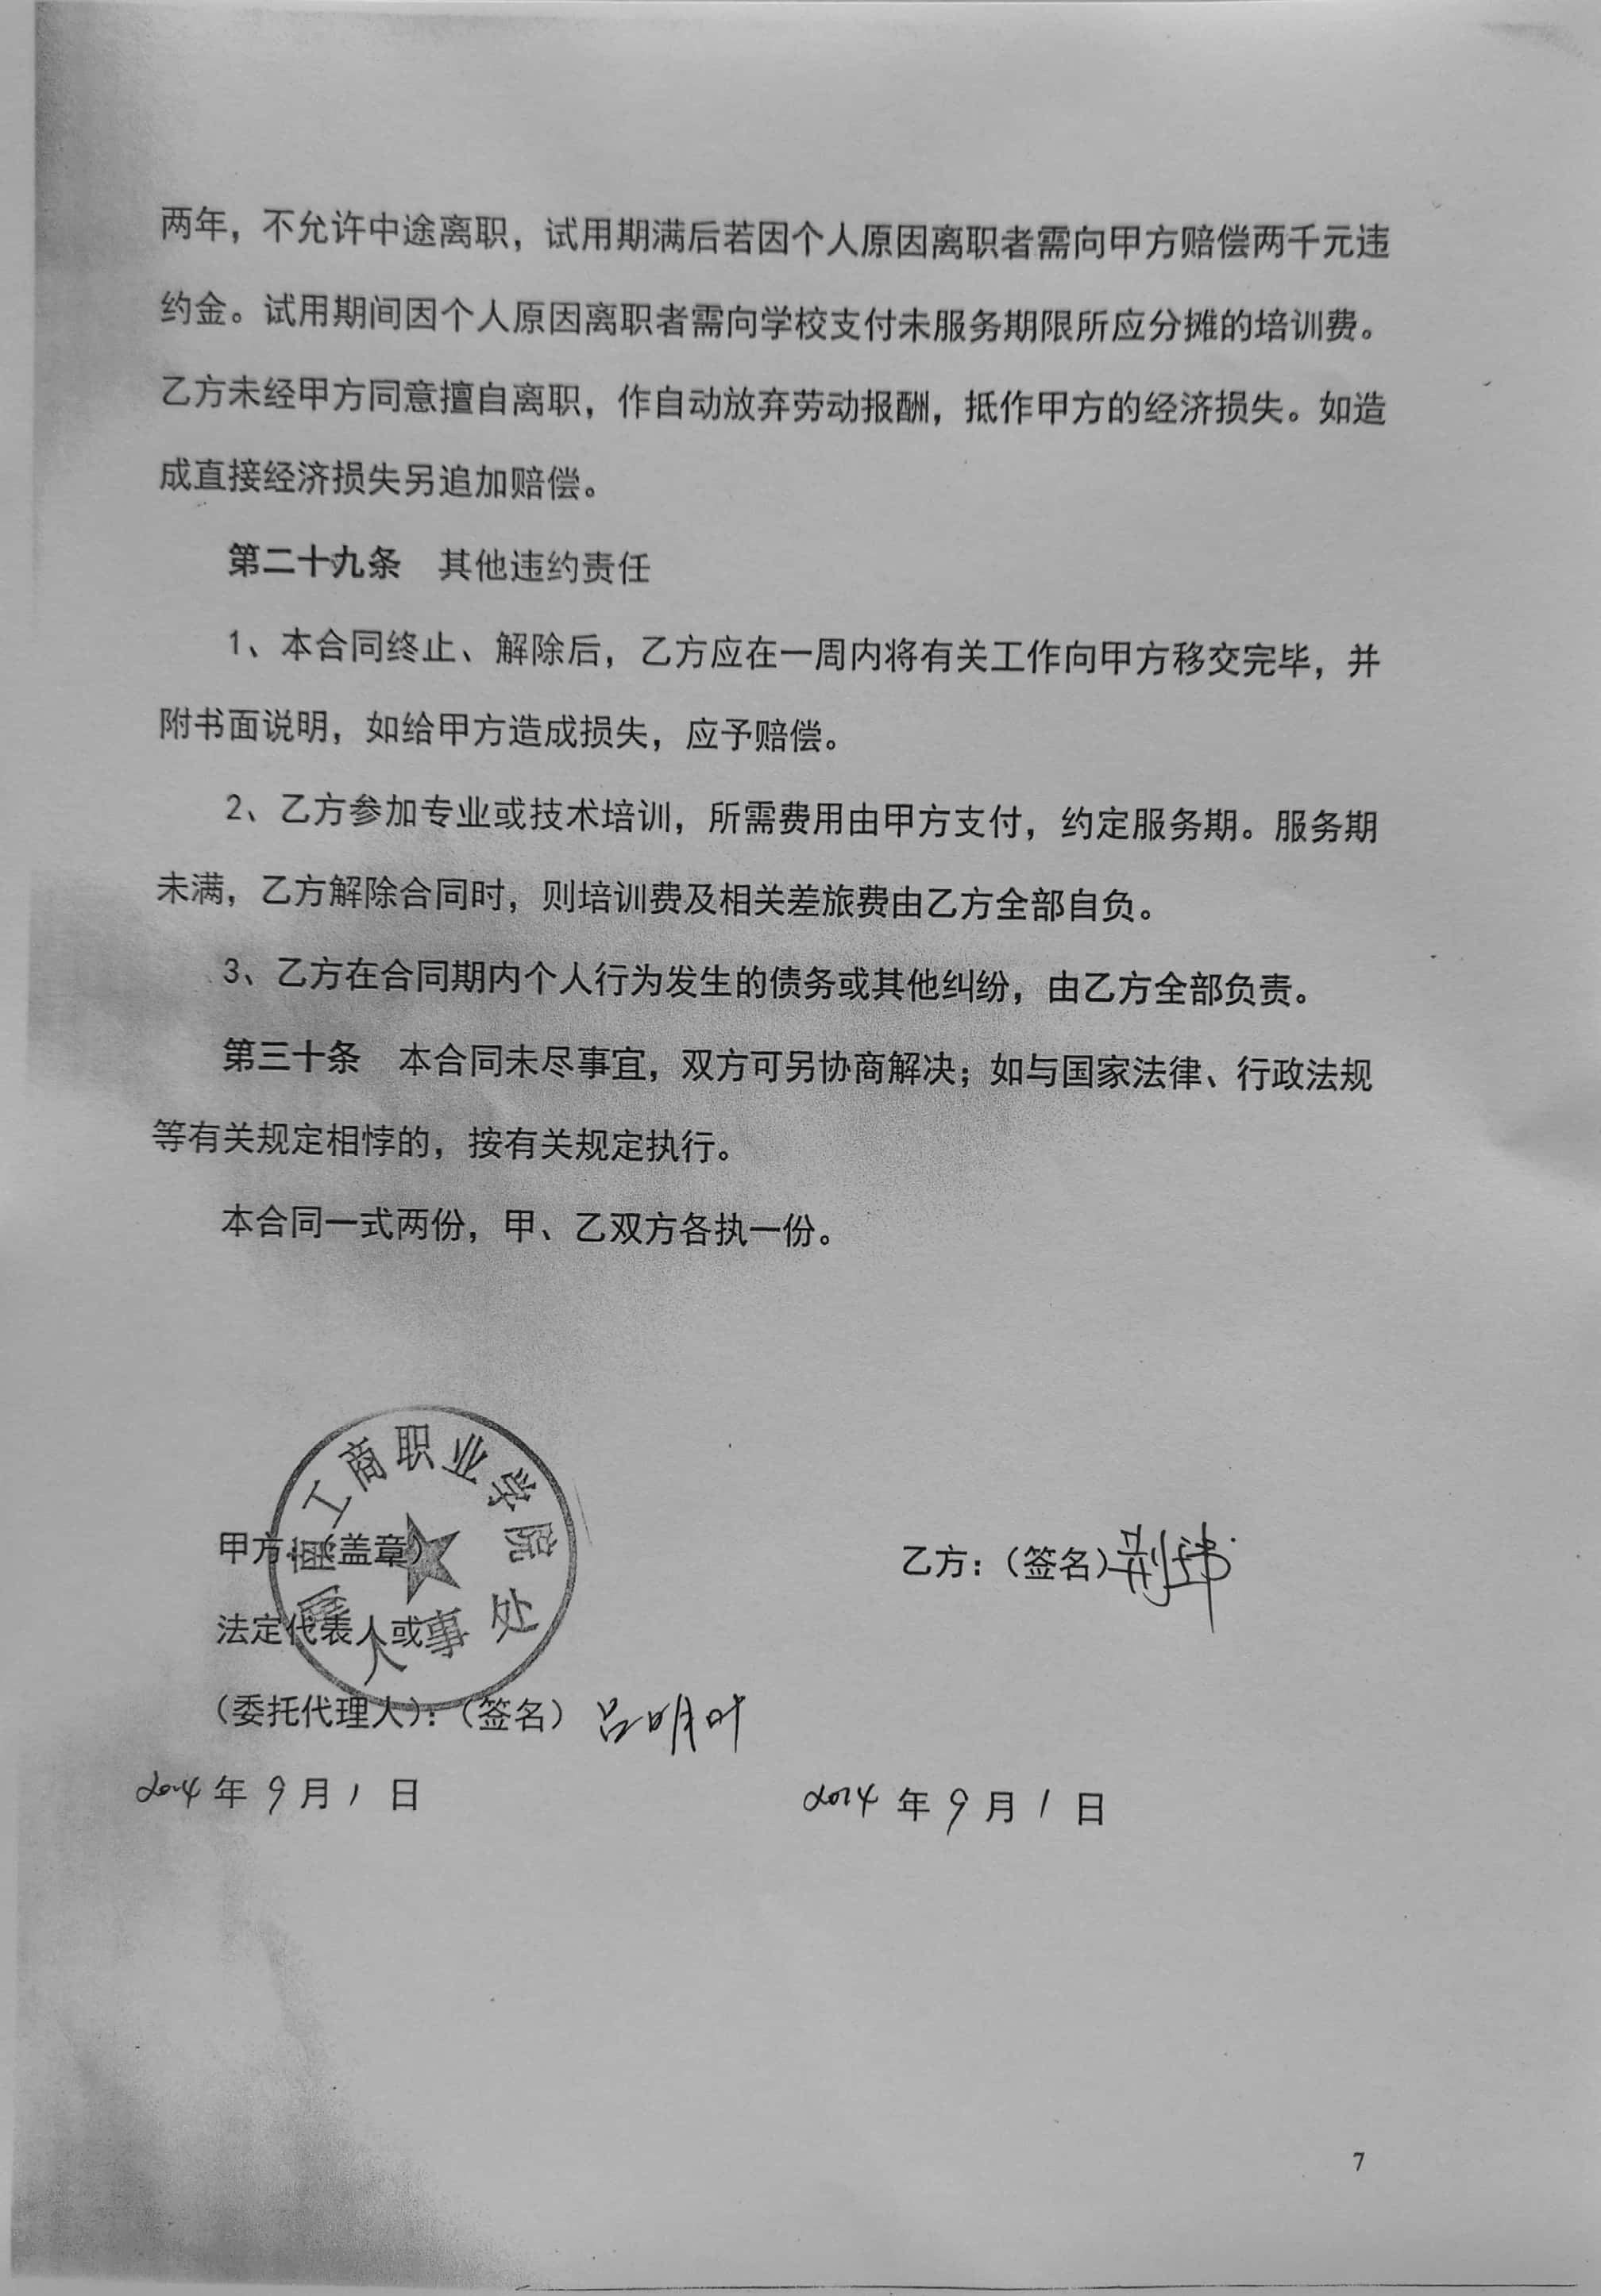 两年，不允许中途离职，试用期满后若因个人原因离职者需向甲方赔偿两千元违
约金。试用期间因个人原因离职者需向学校支付未服务期限所应分摊的培训费。
乙方未经甲方同意擅自离职，作自动放弃劳动报酬，抵作甲方的经济损失。如造
成直接经济损失另追加赔偿。
第二十九条 其他违约责任
1、本合同终止、解除后，乙方应在一周内将有关工作向甲方移交完毕，并
附书面说明，如给甲方造成损失，应予赔偿。
2、乙方参加专业或技术培训，所需费用由甲方支付，约定服务期。服务期
未满，乙方解除合同时，则培训费及相关差旅费由乙方全部自负。
3、乙方在合同期内个人行为发生的债务或其他纠纷，由乙方全部负责。
第三十条 本合同未尽事宜，双方可另协商解决；如与国家法律、行政法规
等有关规定相悖的，按有关规定执行。
本合同一式两份，甲、乙双方各执一份。
工商职业学院
人事处
甲方：（盖章）
乙方：（签名）荆玮
法定代表人或
（委托代理人）：（签名）吕明叶
2014年9月1日
2014年9月1日
7